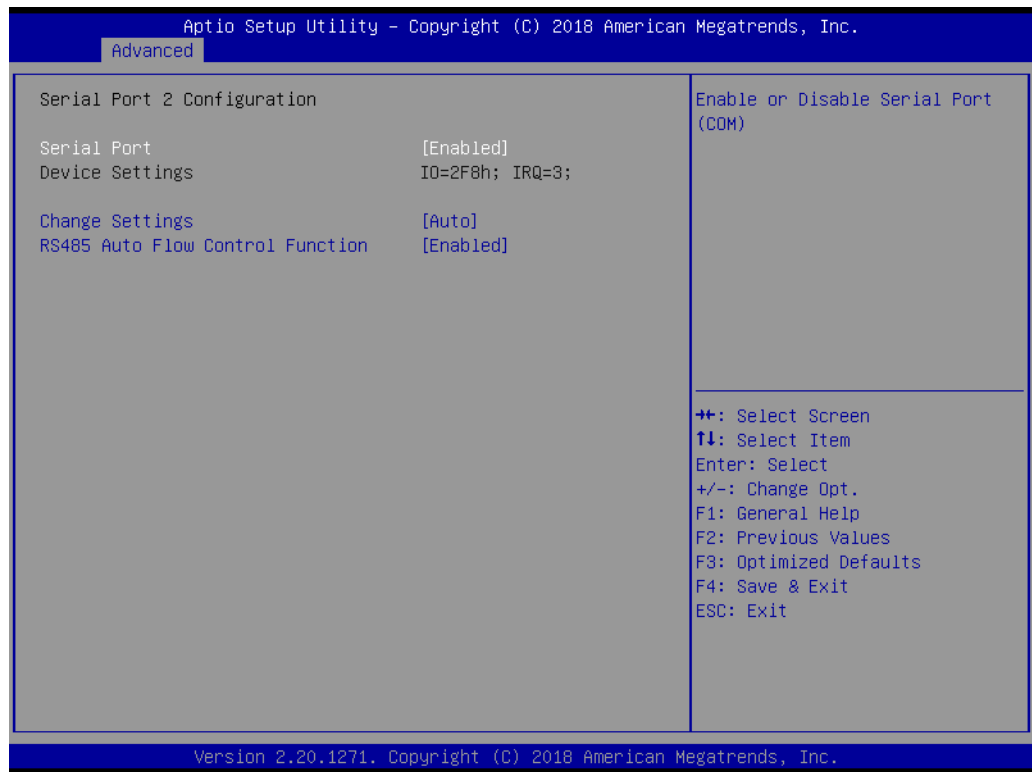 Aptio Setup Utility – Copyright (C) 2018 American Megatrends, Inc.
Advanced
Serial Port 2 Configuration
Serial Port [Enabled]
Device Settings IO=2F8h; IRQ=3;
Change Settings [Auto]
RS485 Auto Flow Control Function [Enabled]
Enable or Disable Serial Port
(COM)
→←: Select Screen
↑↓: Select Item
Enter: Select
+/-: Change Opt.
F1: General Help
F2: Previous Values
F3: Optimized Defaults
F4: Save & Exit
ESC: Exit
Version 2.20.1271. Copyright (C) 2018 American Megatrends, Inc.